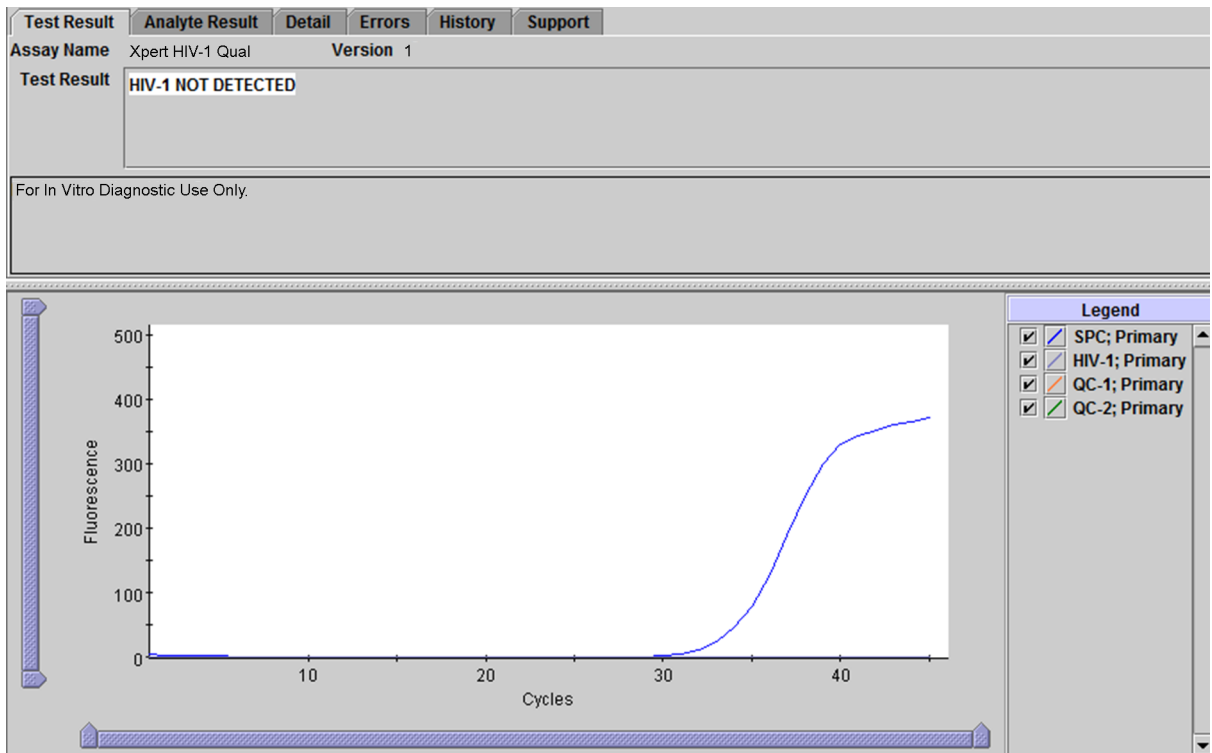 Test Result Analyte Result Detail Errors History Support
Assay Name Xpert HIV-1 Qual Version 1
Test Result HIV-1 NOT DETECTED
For In Vitro Diagnostic Use Only.
Legend
SPC; Primary
HIV-1; Primary
QC-1; Primary
QC-2; Primary
500
400
300
200
100
0
Fluorescence
10 20 30 40
Cycles